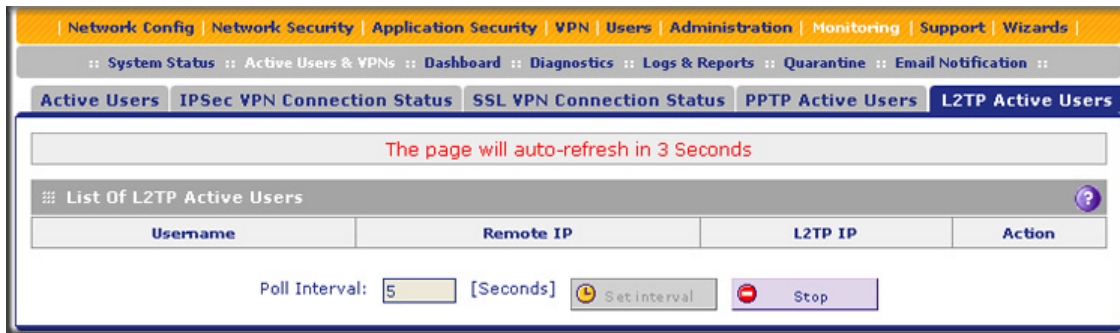 | Network Config | Network Security | Application Security | VPN | Users | Administration | Monitoring | Support | Wizards |
:: System Status :: Active Users & VPNs :: Dashboard :: Diagnostics :: Logs & Reports :: Quarantine :: Email Notification ::
Active Users IPSec VPN Connection Status SSL VPN Connection Status PPTP Active Users L2TP Active Users
The page will auto-refresh in 3 Seconds
List Of L2TP Active Users ?
Username Remote IP L2TP IP Action
Poll Interval: 5 [Seconds] Set interval Stop